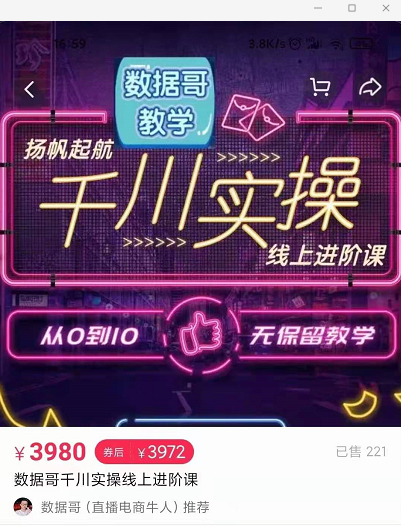 16:59
3.8K/s
数据哥
教学
扬帆起航
千川实操
>>>>>>
>>>>>>
线上进阶课
从0到10
无保留教学
￥3980
券后 ￥3972
已售 221
数据哥千川实操线上进阶课
数据哥（直播电商牛人）推荐